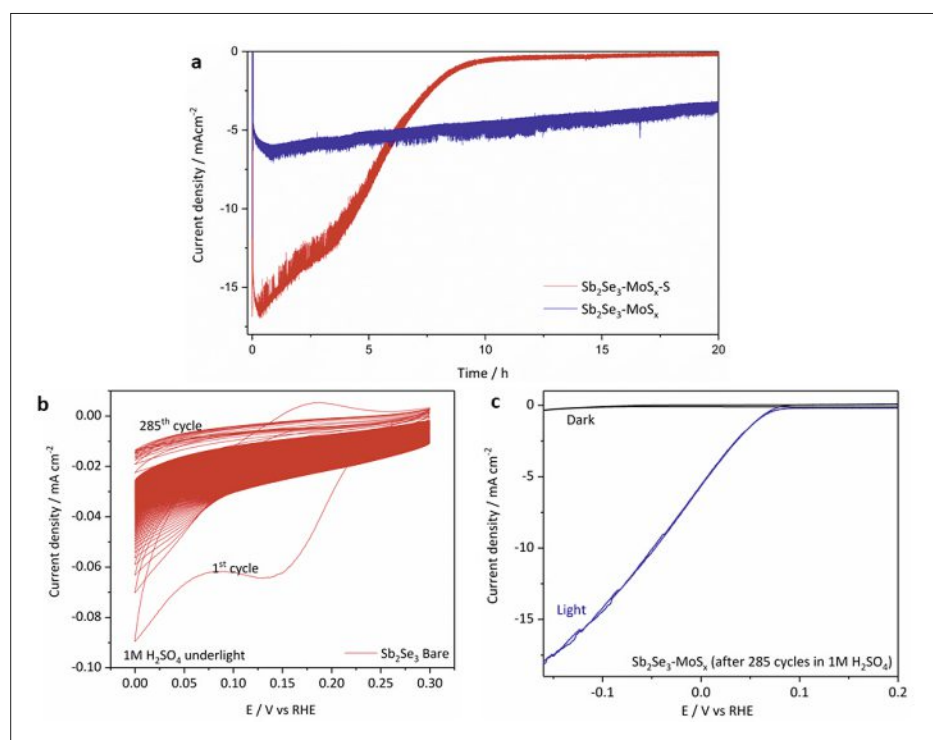 a
0
-5
-10
-15
Current density / mAcm⁻²
Sb₂Se₃-MoSₓ-S
Sb₂Se₃-MoSₓ
0 5 10 15 20
Time / h
b
0.00
-0.02
-0.04
-0.06
-0.08
-0.10
Current density / mA cm⁻²
285ᵗʰ cycle
1ˢᵗ cycle
1M H₂SO₄ underlight
Sb₂Se₃ Bare
0.00 0.05 0.10 0.15 0.20 0.25 0.30
E / V vs RHE
c
0
-5
-10
-15
Current density / mA cm⁻²
Dark
Light
Sb₂Se₃-MoSₓ (after 285 cycles in 1M H₂SO₄)
-0.1 0.0 0.1 0.2
E / V vs RHE